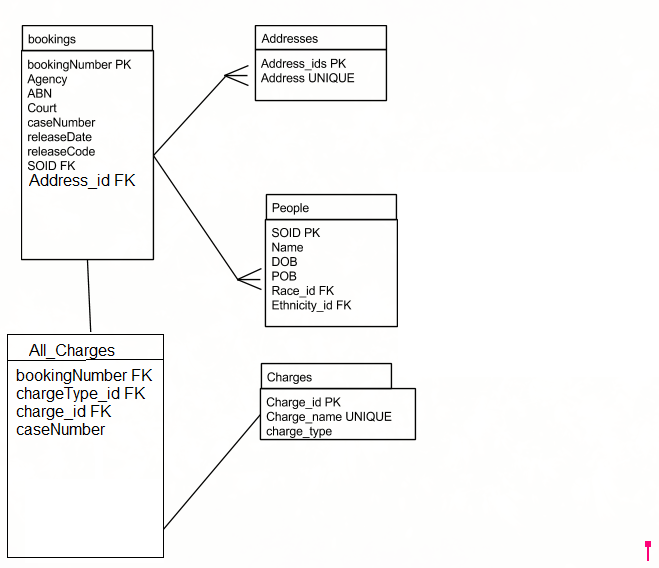 bookings
bookingNumber PK
Agency
ABN
Court
caseNumber
releaseDate
releaseCode
SOID FK
Address_id FK
Addresses
Address_ids PK
Address UNIQUE
People
SOID PK
Name
DOB
POB
Race_id FK
Ethnicity_id FK
All_Charges
bookingNumber FK
chargeType_id FK
charge_id FK
caseNumber
Charges
Charge_id PK
Charge_name UNIQUE
charge_type